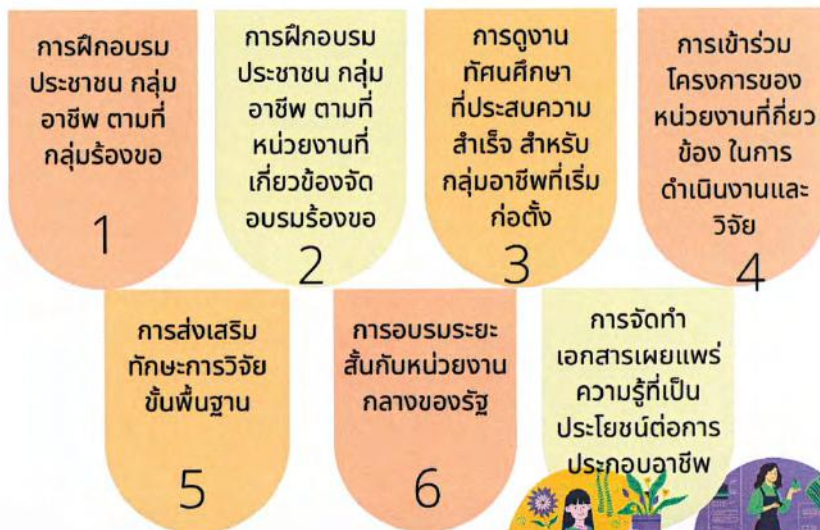 การฝึกอบรม
ประชาชน กลุ่ม
อาชีพ ตามที่
กลุ่มร้องขอ
1
การฝึกอบรม
ประชาชน กลุ่ม
อาชีพ ตามที่
หน่วยงานที่
เกี่ยวข้องจัด
อบรมร้องขอ
2
การดูงาน
ทัศนศึกษา
ที่ประสบความ
สำเร็จ สำหรับ
กลุ่มอาชีพที่เริ่ม
ก่อตั้ง
3
การเข้าร่วม
โครงการของ
หน่วยงานที่กี่ยว
ข้อง ในการ
ดำเนินงานและ
วิจัย
4
การส่งเสริม
ทักษะการวิจัย
ขั้นพื้นฐาน
5
การอบรมระยะ
สั้นกับหน่วยงาน
กลางของรัฐ
6
การจัดทำ
เอกสารเผยแพร่
ความรู้ที่เป็น
ประโยชน์ต่อการ
ประกอบอาชีพ